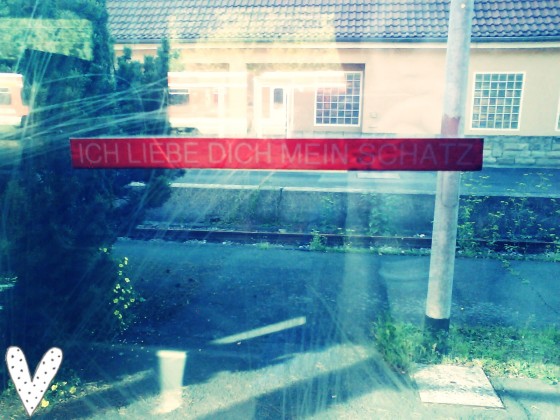 ICH LIEBE DICH MEIN SCHATZ